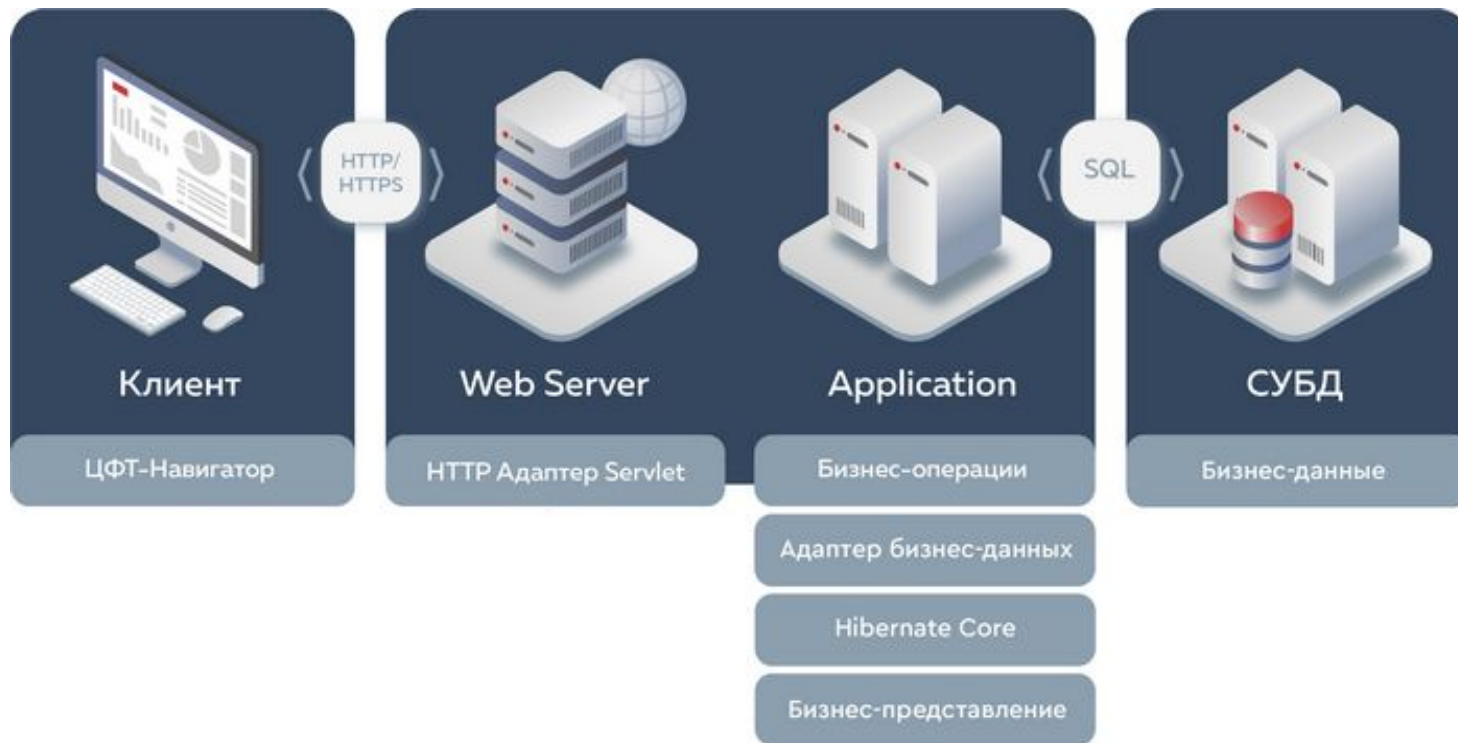 HTTP/
HTTPS
SQL
Клиент
Web Server
Application
СУБД
ЦФТ-Навигатор
HTTP Адаптер Servlet
Бизнес-операции
Бизнес-данные
Адаптер бизнес-данных
Hibernate Core
Бизнес-представление